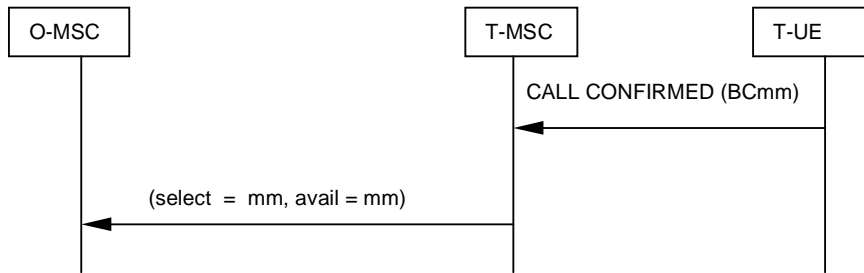 O-MSC T-MSC T-UE
CALL CONFIRMED (BCmm)
(select = mm, avail = mm)